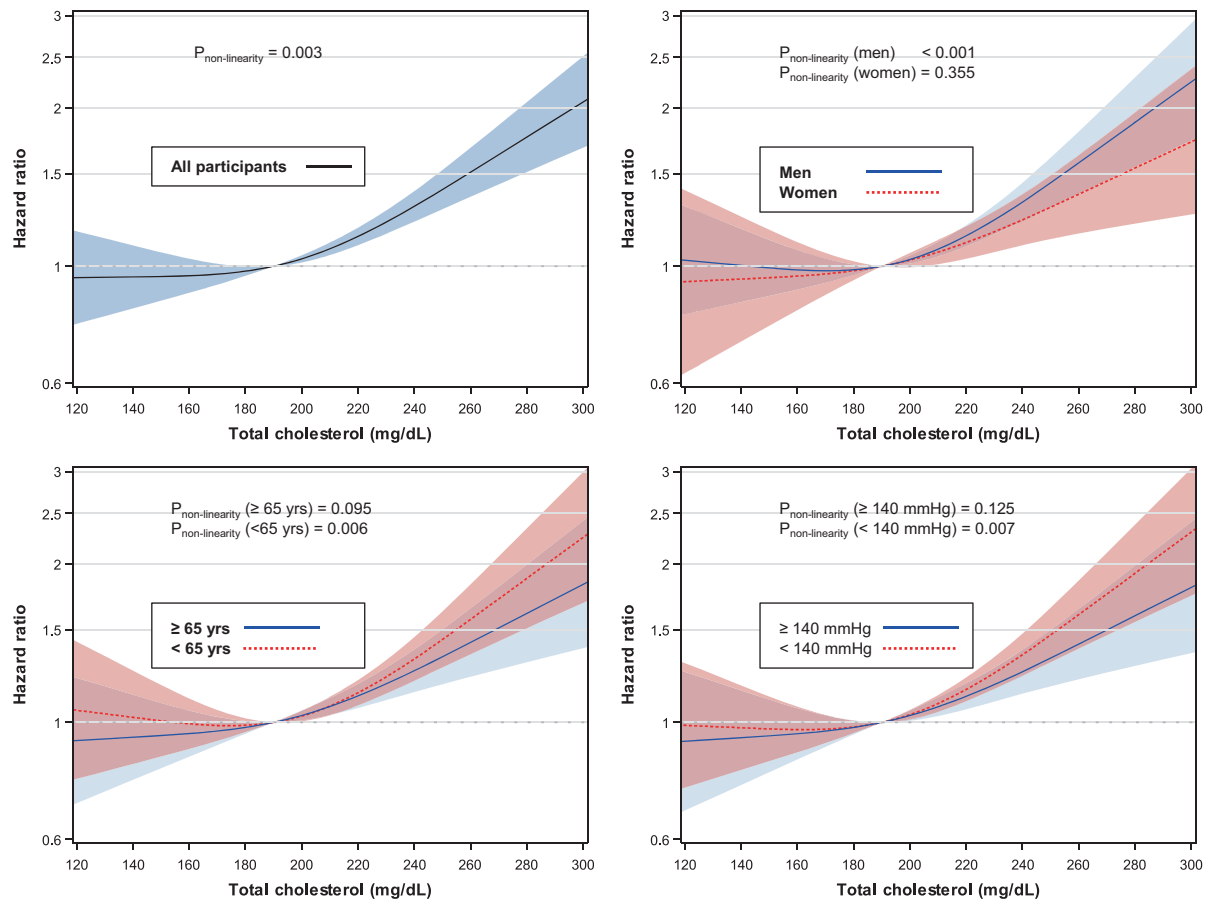 3
2.5
2
1.5
1
0.6
Hazard ratio
P non-linearity = 0.003
All participants
120 140 160 180 200 220 240 260 280 300
Total cholesterol (mg/dL)
3
2.5
2
1.5
1
0.6
Hazard ratio
P non-linearity (men) < 0.001
P non-linearity (women) = 0.355
Men
Women
120 140 160 180 200 220 240 260 280 300
Total cholesterol (mg/dL)
3
2.5
2
1.5
1
0.6
Hazard ratio
P non-linearity (≥ 65 yrs) = 0.095
P non-linearity (<65 yrs) = 0.006
≥ 65 yrs
< 65 yrs
120 140 160 180 200 220 240 260 280 300
Total cholesterol (mg/dL)
3
2.5
2
1.5
1
0.6
Hazard ratio
P non-linearity (≥ 140 mmHg) = 0.125
P non-linearity (< 140 mmHg) = 0.007
≥ 140 mmHg
< 140 mmHg
120 140 160 180 200 220 240 260 280 300
Total cholesterol (mg/dL)